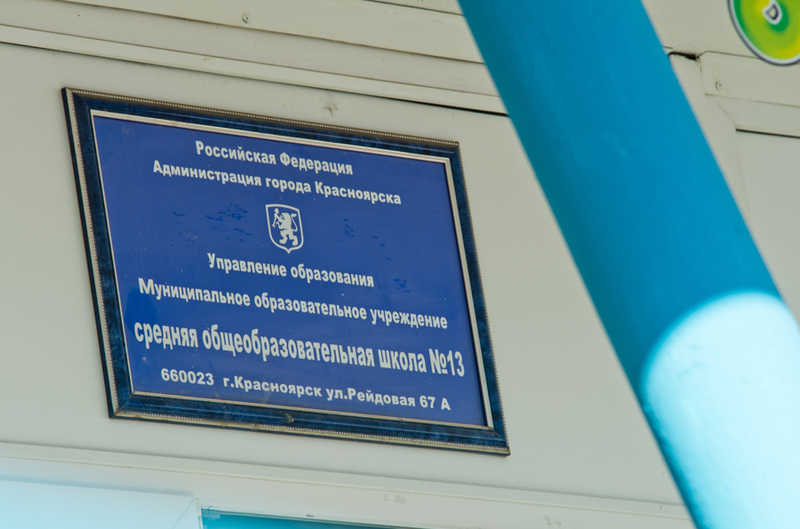 Российская Федерация
Администрация города Красноярска
Управление образования
Муниципальное образовательное учреждение
средняя общеобразовательная школа №13
660023 г.Красноярск ул.Рейдовая 67 А